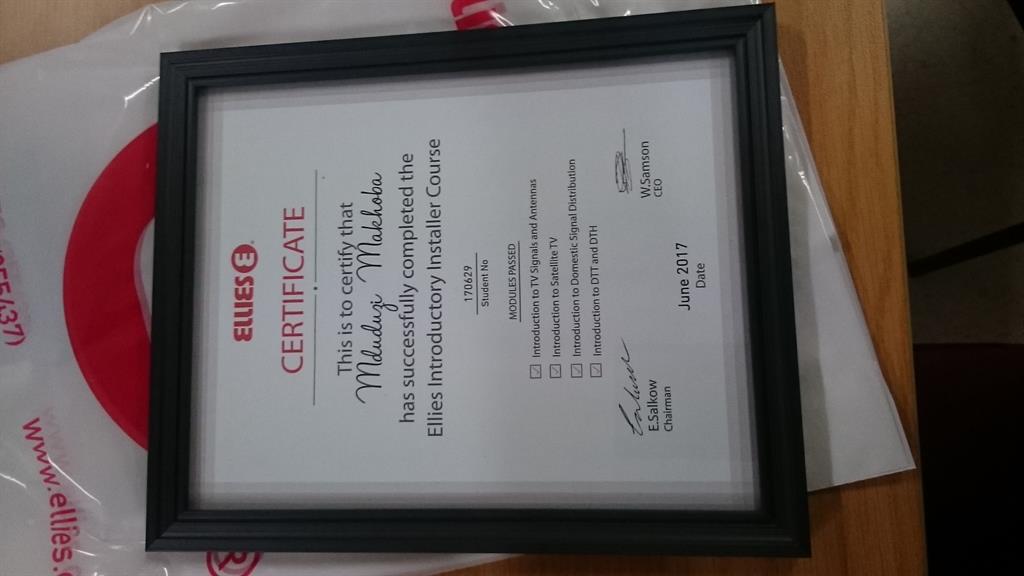 ELLIES
CERTIFICATE
This is to certify that
Mduduzi Makhoba
has successfully completed the
Ellies Introductory Installer Course
170629
Student No
MODULES PASSED
Introduction to TV Signals and Antennas
Introduction to Satellite TV
Introduction to Domestic Signal Distribution
Introduction to DTT and DTH
E.Salkow
Chairman
W.Samson
CEO
June 2017
Date
www.ellies.